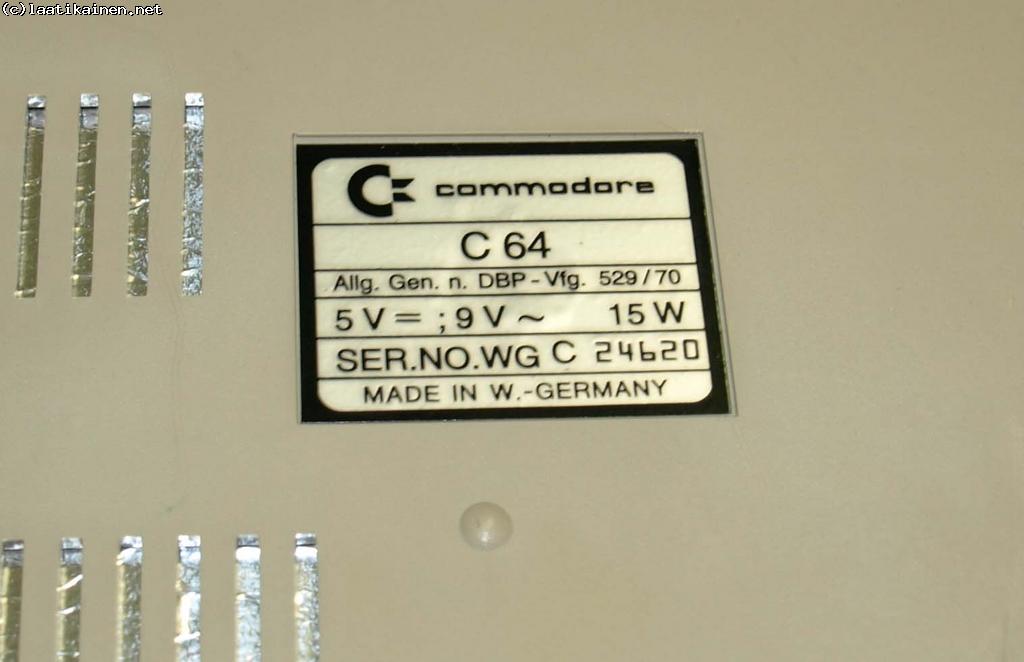 (c)laatikainen.net
commodore
C 64
Allg. Gen. n. DBP-Vfg. 529/70
5 V ⎓ ; 9 V ~ 15 W
SER.NO.WG C 24620
MADE IN W.-GERMANY